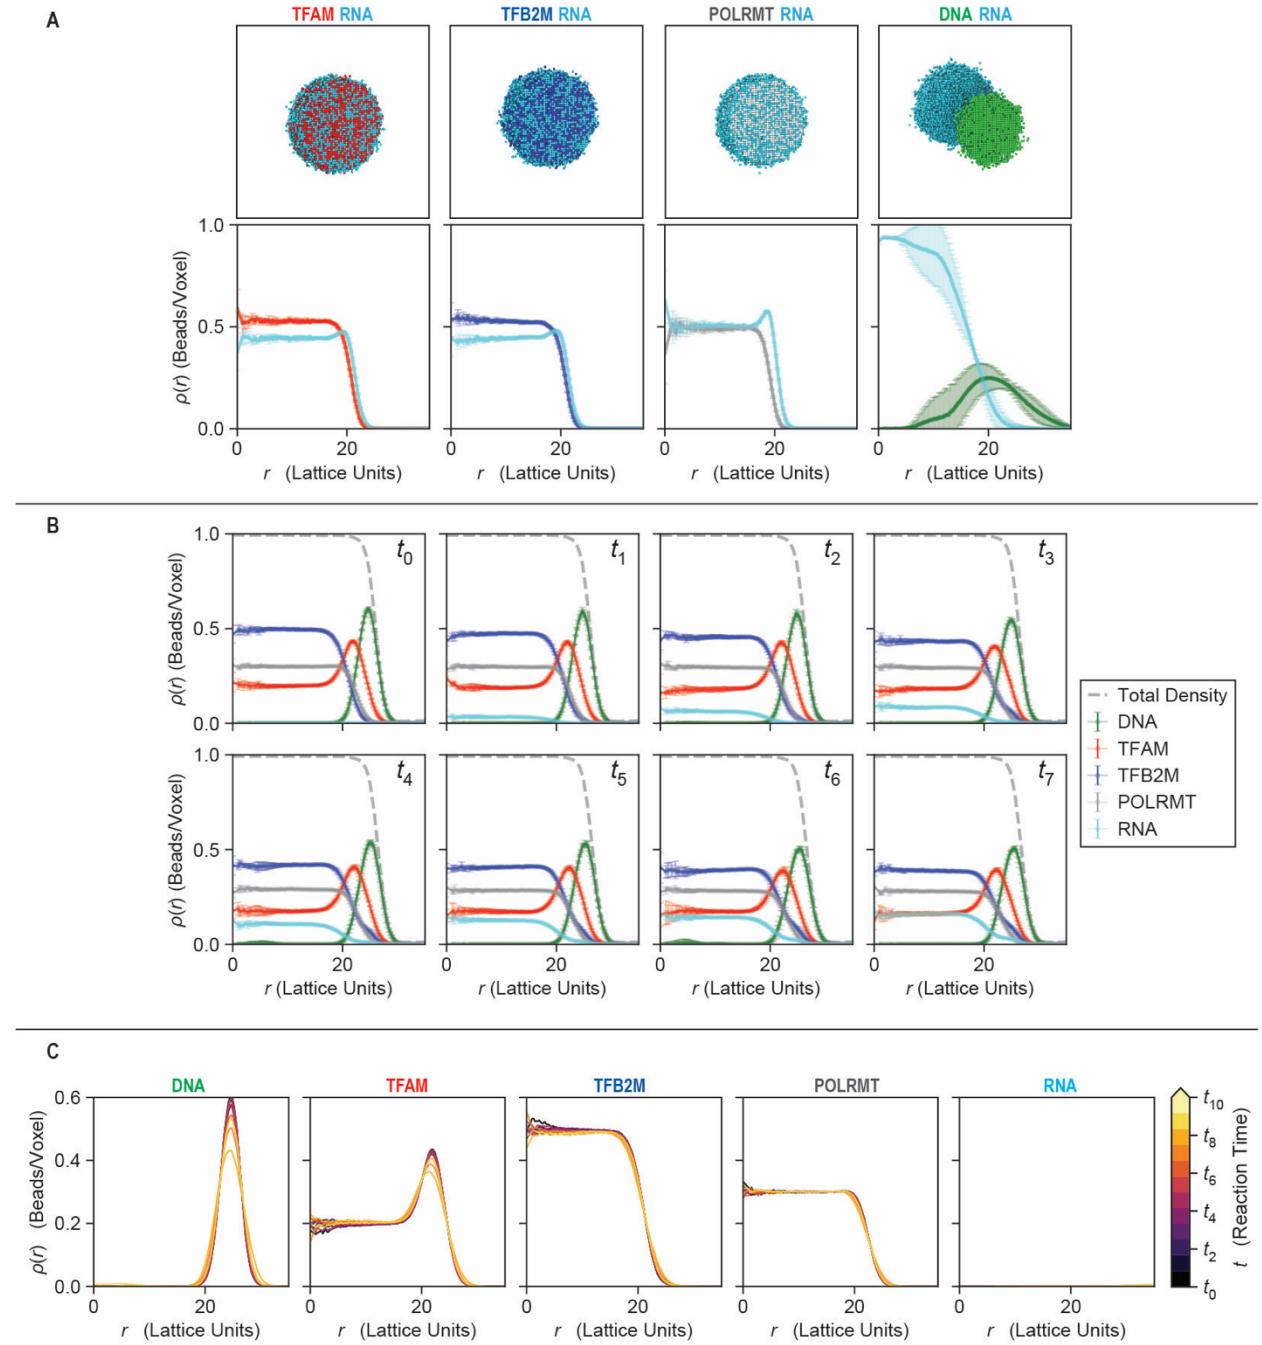 A
TFAM RNA
TFB2M RNA
POLRMT RNA
DNA RNA
ρ(r) (Beads/Voxel)
1.0
0.5
0.0
0 20
0 20
0 20
0 20
r (Lattice Units)
r (Lattice Units)
r (Lattice Units)
r (Lattice Units)
B
ρ(r) (Beads/Voxel)
1.0
0.5
0.0
t0
t1
t2
t3
ρ(r) (Beads/Voxel)
1.0
0.5
0.0
t4
t5
t6
t7
0 20
0 20
0 20
0 20
r (Lattice Units)
r (Lattice Units)
r (Lattice Units)
r (Lattice Units)
Total Density
DNA
TFAM
TFB2M
POLRMT
RNA
C
DNA
TFAM
TFB2M
POLRMT
RNA
ρ(r) (Beads/Voxel)
0.6
0.4
0.2
0.0
0 20
0 20
0 20
0 20
0 20
r (Lattice Units)
r (Lattice Units)
r (Lattice Units)
r (Lattice Units)
r (Lattice Units)
t10
t8
t6
t4
t2
t0
t (Reaction Time)